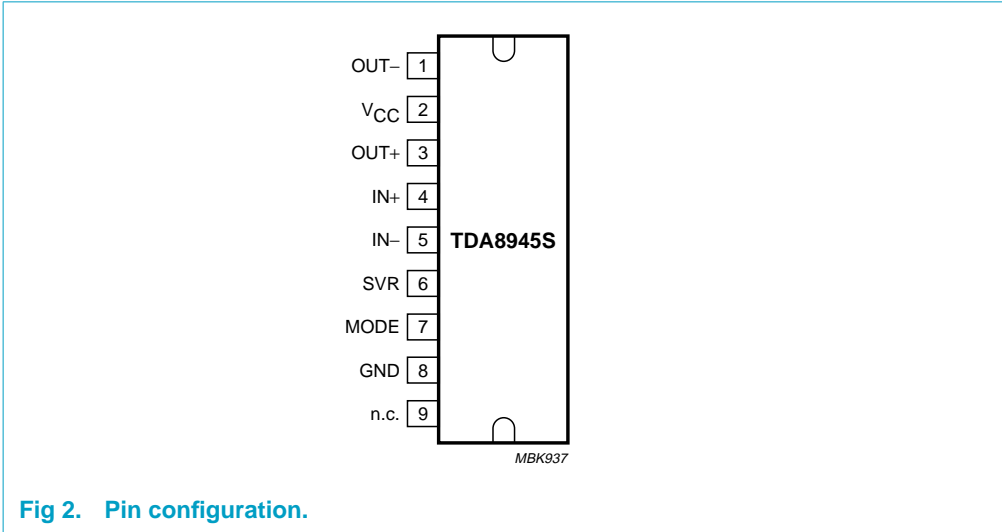 OUT− 1
VCC 2
OUT+ 3
IN+ 4
IN− 5 TDA8945S
SVR 6
MODE 7
GND 8
n.c. 9
MBK937
Fig 2. Pin configuration.